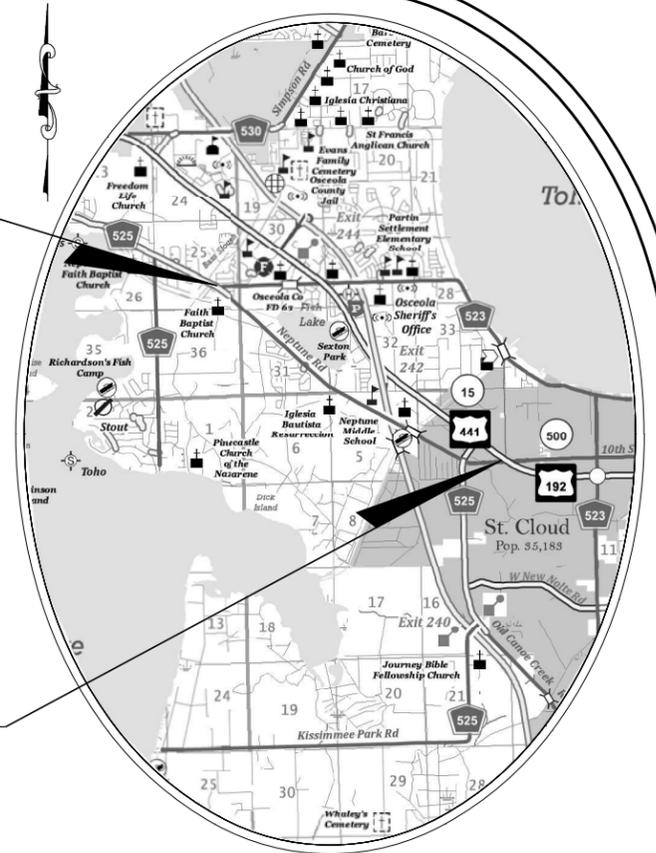 Bar
Cemetery
Church of God
Simpson Rd
17
Iglesia Christiana
530
St Francis
Anglican Church
Evans
Family
Cemetery
20
Osceola
County
Jail
21
3
Freedom
Life
Church
24
19
Toh
Exit
244
Partin
Settlement
Elementary
School
30
525
25
F
Faith Baptist
Church
26
Osceola Co
FD 63
Fish
Lake
P
Osceola
Sheriff's
Office
28
523
33
Faith
Baptist
Church
525
36
35
Neptune Rd
Sexton
Park
32
Exit
242
Richardson's Fish
Camp
31
15
Stout
Iglesia
Bautista
Resurreccion
Neptune
Middle
School
441
500
1
6
5
10th S
Pinecastle
Church
of the
Nazarene
S
Toho
inson
and
192
Dick
Island
525
523
7
8
St. Cloud
Pop. 35,183
11
W New Nolte Rd
17
16
13
18
Exit 240
Old Canoe Creek
Journey Bible
Fellowship Church
24
19
20
21
525
Kissimmee Park Rd
25
30
29
28
Whaley's
Cemetery